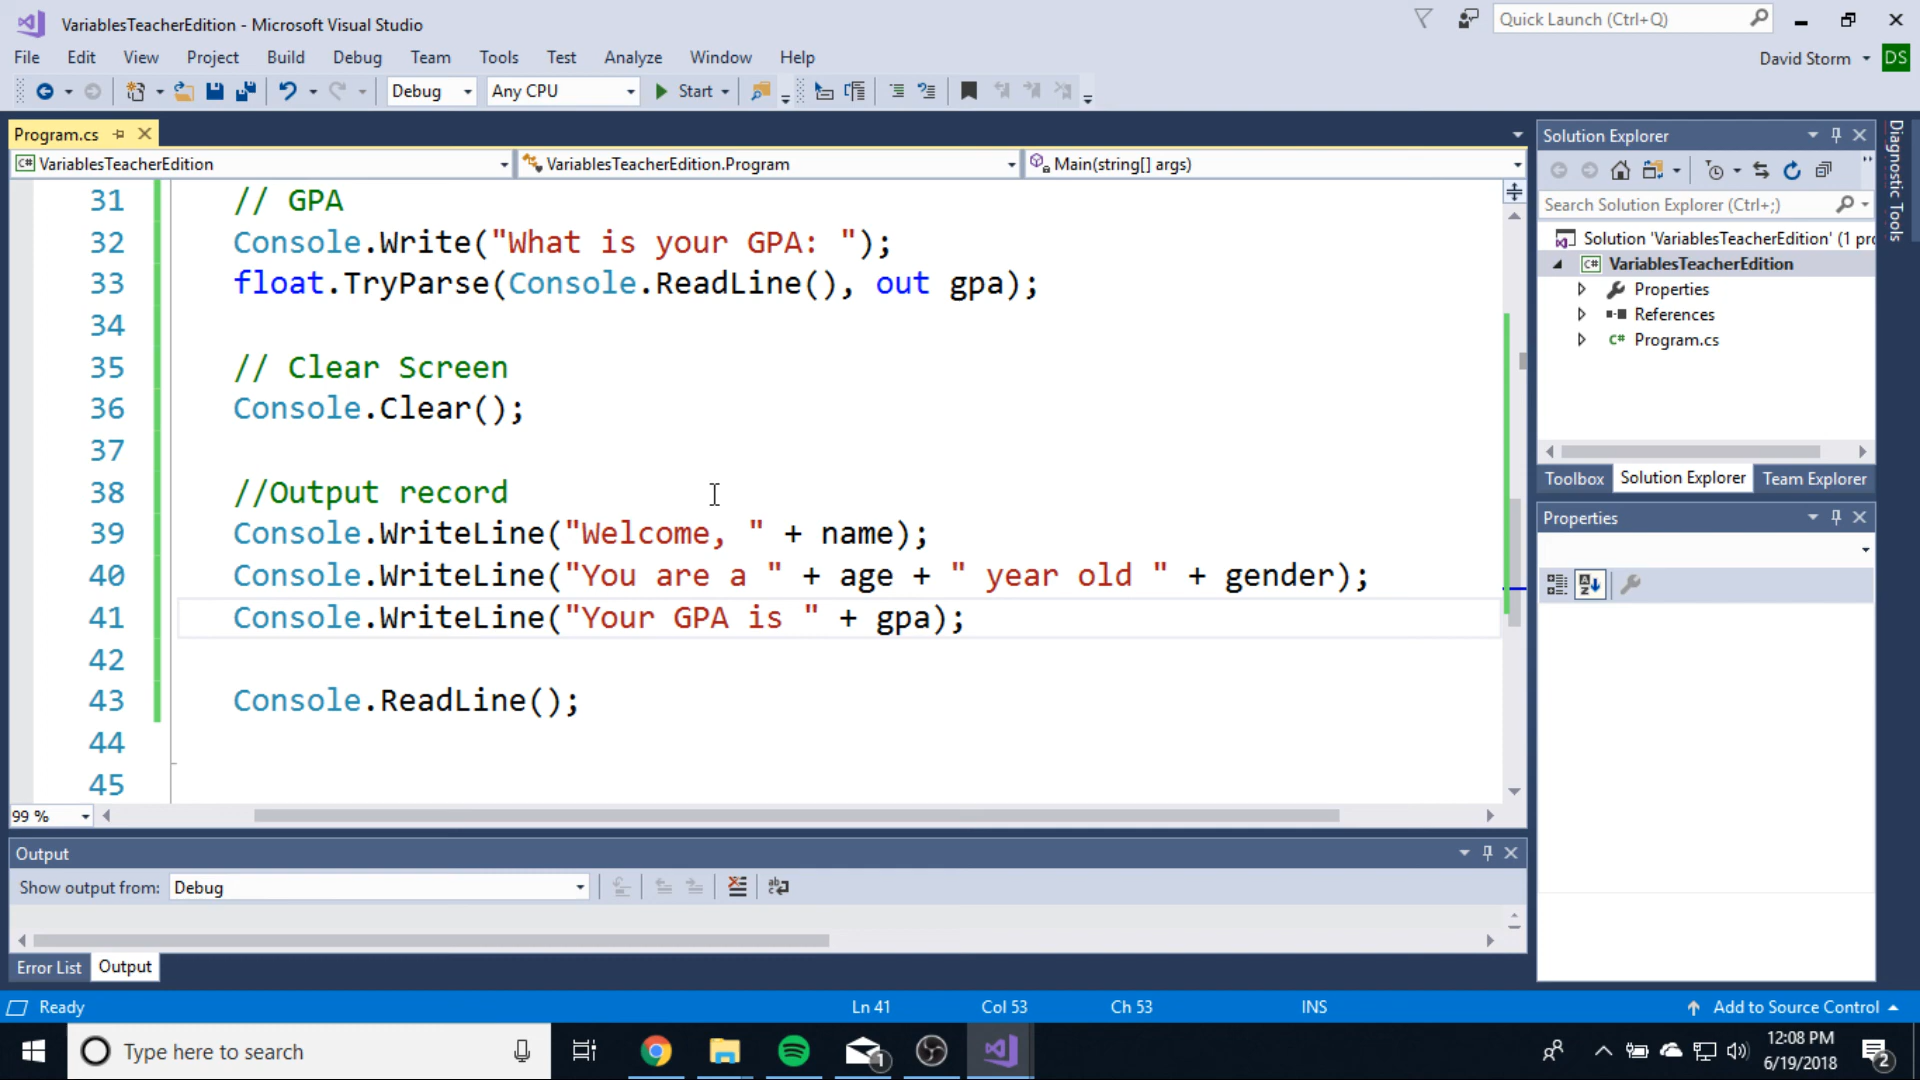 VariablesTeacherEdition - Microsoft Visual Studio
Quick Launch (Ctrl+Q)
File Edit View Project Build Debug Team Tools Test Analyze Window Help
David Storm DS
Debug Any CPU Start
Program.cs
VariablesTeacherEdition VariablesTeacherEdition.Program Main(string[] args)
31 // GPA
32 Console.Write("What is your GPA: ");
33 float.TryParse(Console.ReadLine(), out gpa);
34
35 // Clear Screen
36 Console.Clear();
37
38 //Output record
39 Console.WriteLine("Welcome, " + name);
40 Console.WriteLine("You are a " + age + " year old " + gender);
41 Console.WriteLine("Your GPA is " + gpa);
42
43 Console.ReadLine();
44
45
99 %
Output
Show output from: Debug
Error List Output
Solution Explorer
Search Solution Explorer (Ctrl+;)
Solution 'VariablesTeacherEdition' (1 pro
VariablesTeacherEdition
Properties
References
Program.cs
Toolbox Solution Explorer Team Explorer
Properties
Diagnostic Tools
Ready Ln 41 Col 53 Ch 53 INS Add to Source Control
Type here to search
1
12:08 PM
6/19/2018
2